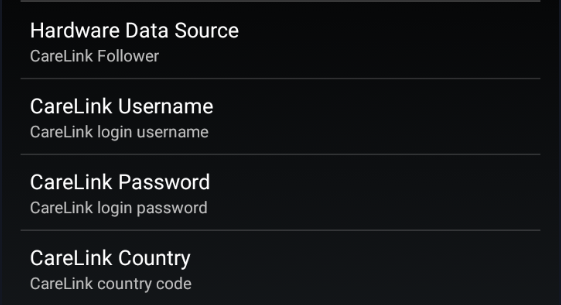 Hardware Data Source
CareLink Follower
CareLink Username
CareLink login username
CareLink Password
CareLink login password
CareLink Country
CareLink country code